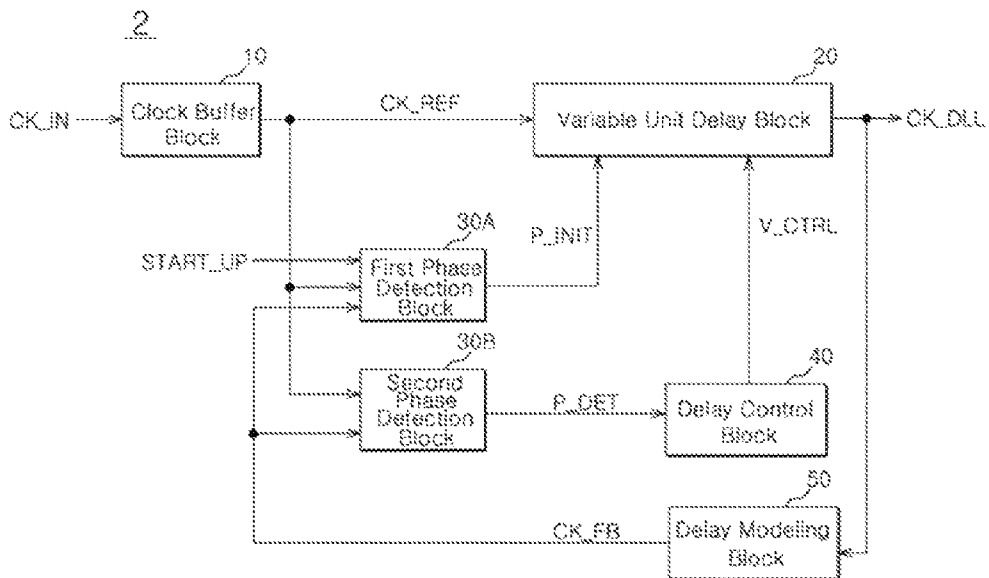 2
10
20
CK_IN
Clock Buffer
Block
CK_REF
Variable Unit Delay Block
CK_DLL
30A
P_INIT
V_CTRL
START_UP
First Phase
Detection
Block
30B
40
Second
Phase
Detection
Block
P_DET
Delay Control
Block
50
CK_FB
Delay Modeling
Block